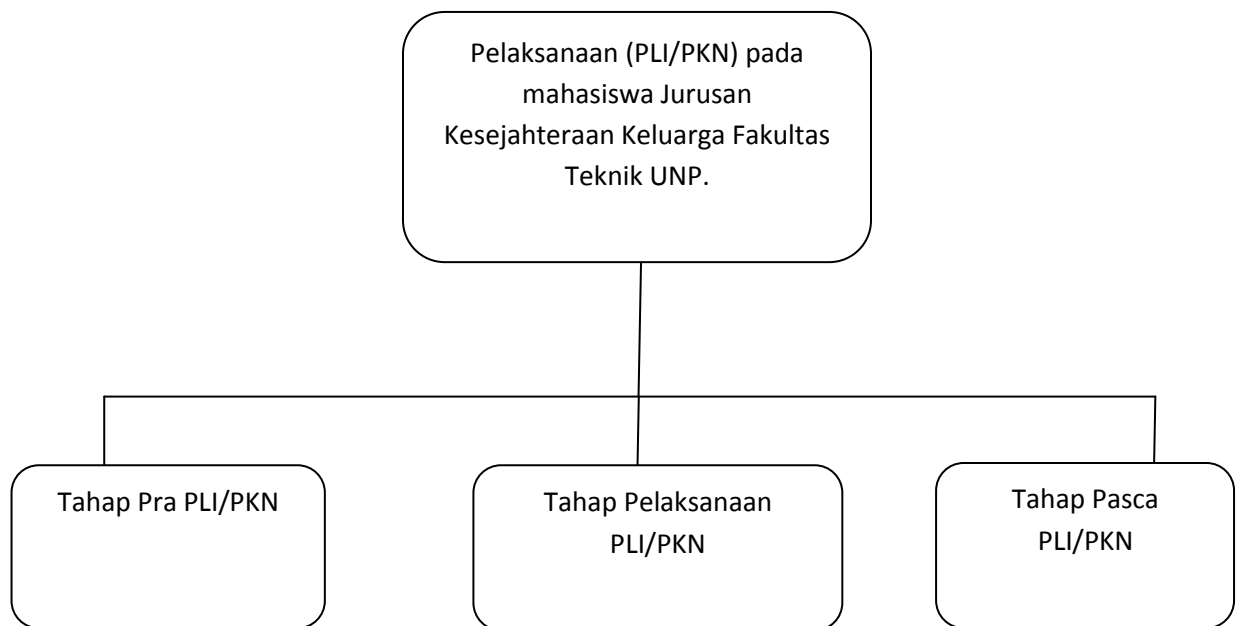 Pelaksanaan (PLI/PKN) pada
mahasiswa Jurusan
Kesejahteraan Keluarga Fakultas
Teknik UNP.
Tahap Pra PLI/PKN
Tahap Pelaksanaan
PLI/PKN
Tahap Pasca
PLI/PKN